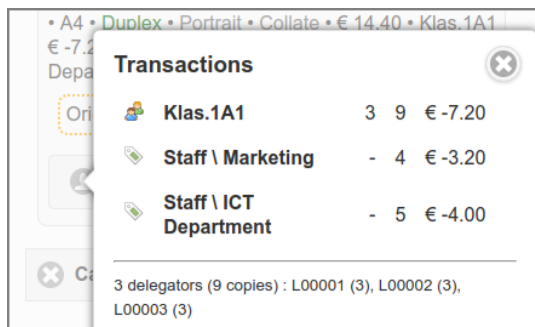 • A4 • Duplex • Portrait • Collate • € 14.40 • Klas.1A1
€ -7.2
Depa
Ori
Transactions
Klas.1A1 3 9 € -7.20
Staff \ Marketing - 4 € -3.20
Staff \ ICT
Department - 5 € -4.00
Ca
3 delegators (9 copies) : L00001 (3), L00002 (3),
L00003 (3)